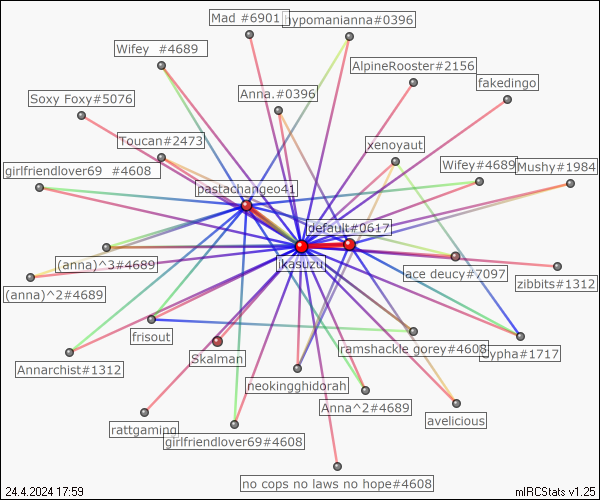 Mad #6901
hypomanianna#0396
Wifey #4689
AlpineRooster#2156
fakedingo
Soxy Foxy#5076
Anna.#0396
Toucan#2473
xenoyaut
girlfriendlover69 #4608
Wifey#4689
Mushy#1984
pastachangeo41
default#0617
kasuzu
(anna)^3#4689
ace deucy#7097
(anna)^2#4689
zibbits#1312
frisout
Skalman
ramshackle gorey#4608
Annarchist#1312
neokingghidorah
Anna^2#4689
avelicious
rattgaming
girlfriendlover69#4608
no cops no laws no hope#4608
24.4.2024 17:59
mIRCStats v1.25